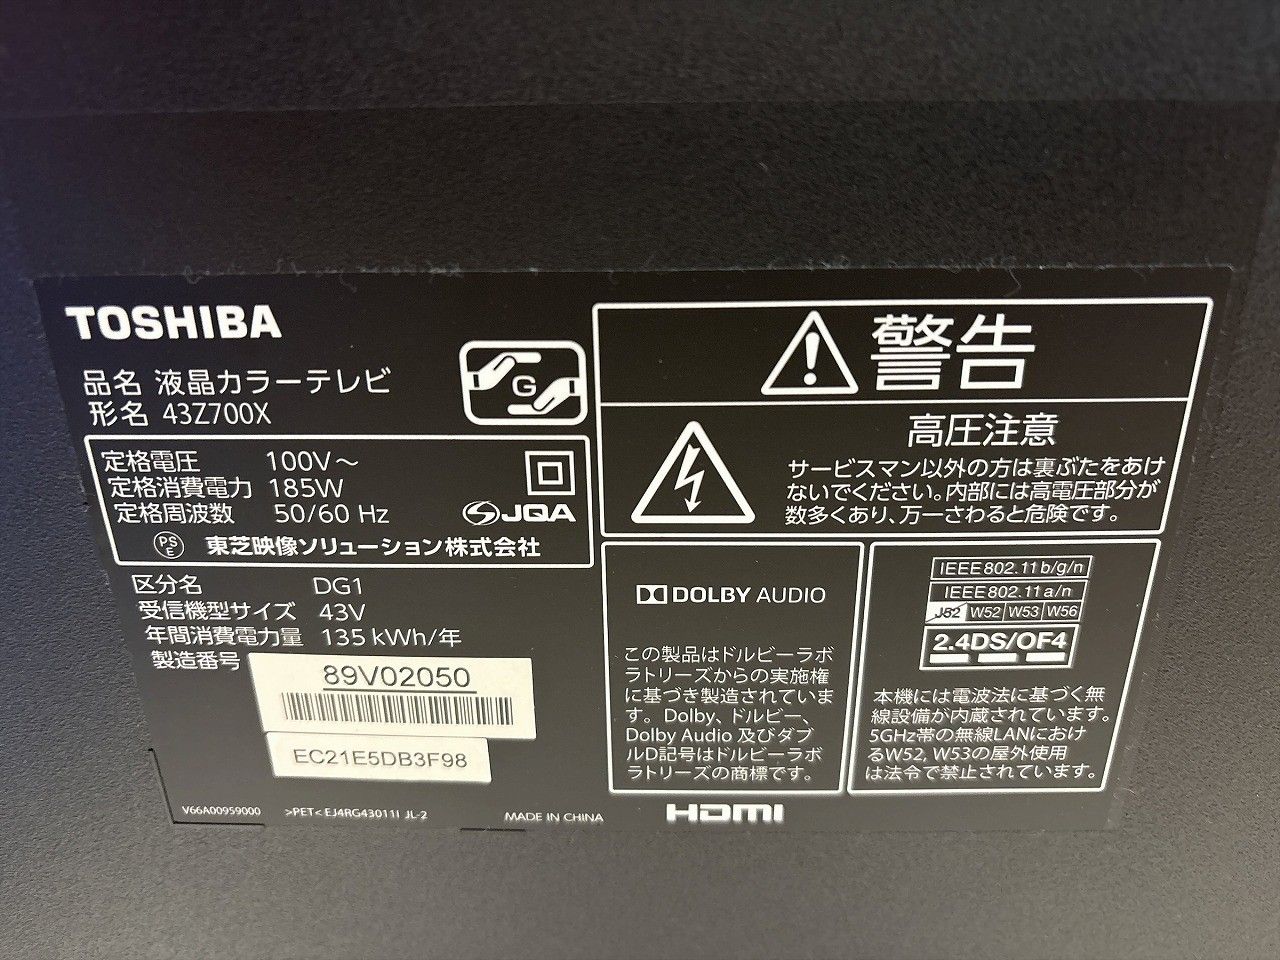 TOSHIBA
品名 液晶カラーテレビ
形名 43Z700X
G
定格電圧 100V～
定格消費電力 185W
定格周波数 50/60 Hz
JQA
PS
E
東芝映像ソリューション株式会社
区分名 DG1
受信機型サイズ 43V
年間消費電力量 135 kWh/年
製造番号
89V02050
EC21E5DB3F98
V66A00959000 >PET< EJ4RG43011I JL-2 MADE IN CHINA
警告
高圧注意
サービスマン以外の方は裏ぶたをあけ
ないでください。内部には高電圧部分が
数多くあり、万一さわると危険です。
DOLBY AUDIO
この製品はドルビーラボ
ラトリーズからの実施権
に基づき製造されていま
す。Dolby、ドルビー、
Dolby Audio 及びダブ
ルD記号はドルビーラボ
ラトリーズの商標です。
HDMI
IEEE802.11b/g/n
IEEE802.11a/n
J52 W52 W53 W56
2.4DS/OF4
本機には電波法に基づく無
線設備が内蔵されています。
5GHz帯の無線LANにおけ
るW52, W53の屋外使用
は法令で禁止されています。